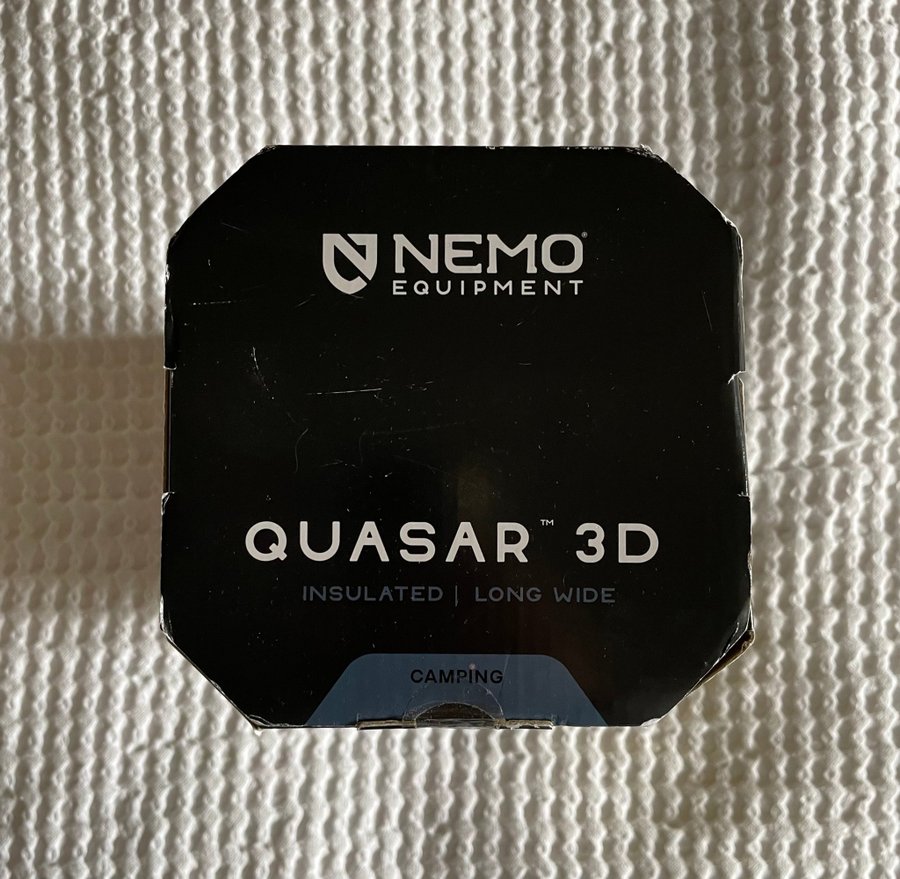 NEMO®
EQUIPMENT
QUASAR™ 3D
INSULATED | LONG WIDE
CAMPING